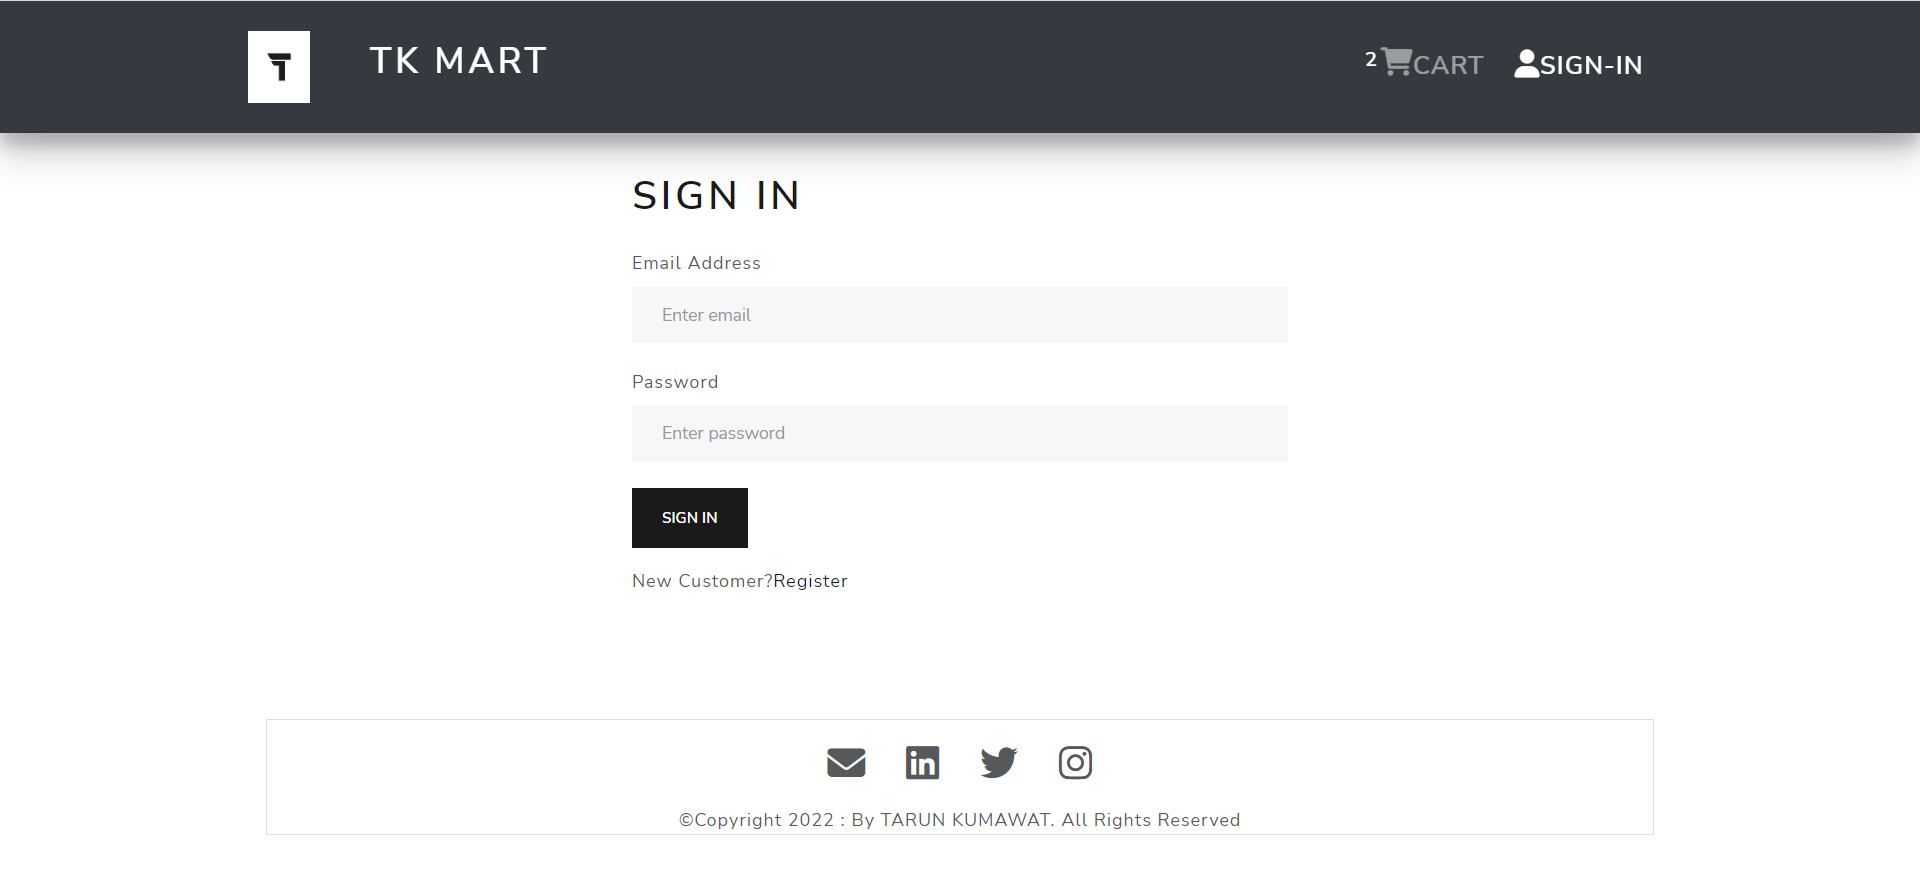 TK MART
2 CART SIGN-IN
SIGN IN
Email Address
Enter email
Password
Enter password
SIGN IN
New Customer?Register
©Copyright 2022 : By TARUN KUMAWAT. All Rights Reserved